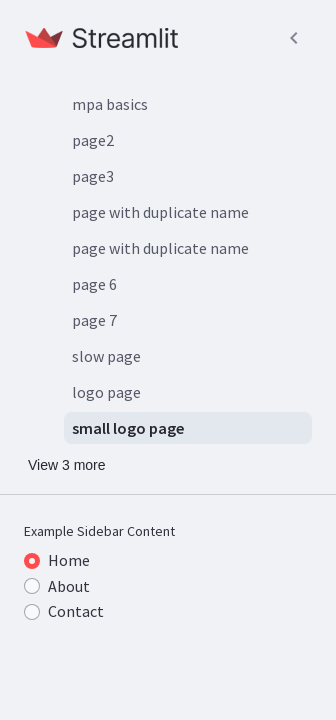 Streamlit
mpa basics
page2
page3
page with duplicate name
page with duplicate name
page 6
page 7
slow page
logo page
small logo page
View 3 more
Example Sidebar Content
Home
About
Contact